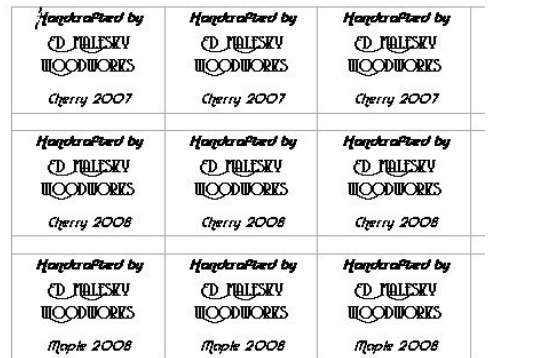 Handcrafted by Handcrafted by Handcrafted by
ED MALESKY ED MALESKY ED MALESKY
WOODWORKS WOODWORKS WOODWORKS
Cherry 2007 Cherry 2007 Cherry 2007
Handcrafted by Handcrafted by Handcrafted by
ED MALESKY ED MALESKY ED MALESKY
WOODWORKS WOODWORKS WOODWORKS
Cherry 2008 Cherry 2008 Cherry 2008
Handcrafted by Handcrafted by Handcrafted by
ED MALESKY ED MALESKY ED MALESKY
WOODWORKS WOODWORKS WOODWORKS
Maple 2008 Maple 2008 Maple 2008